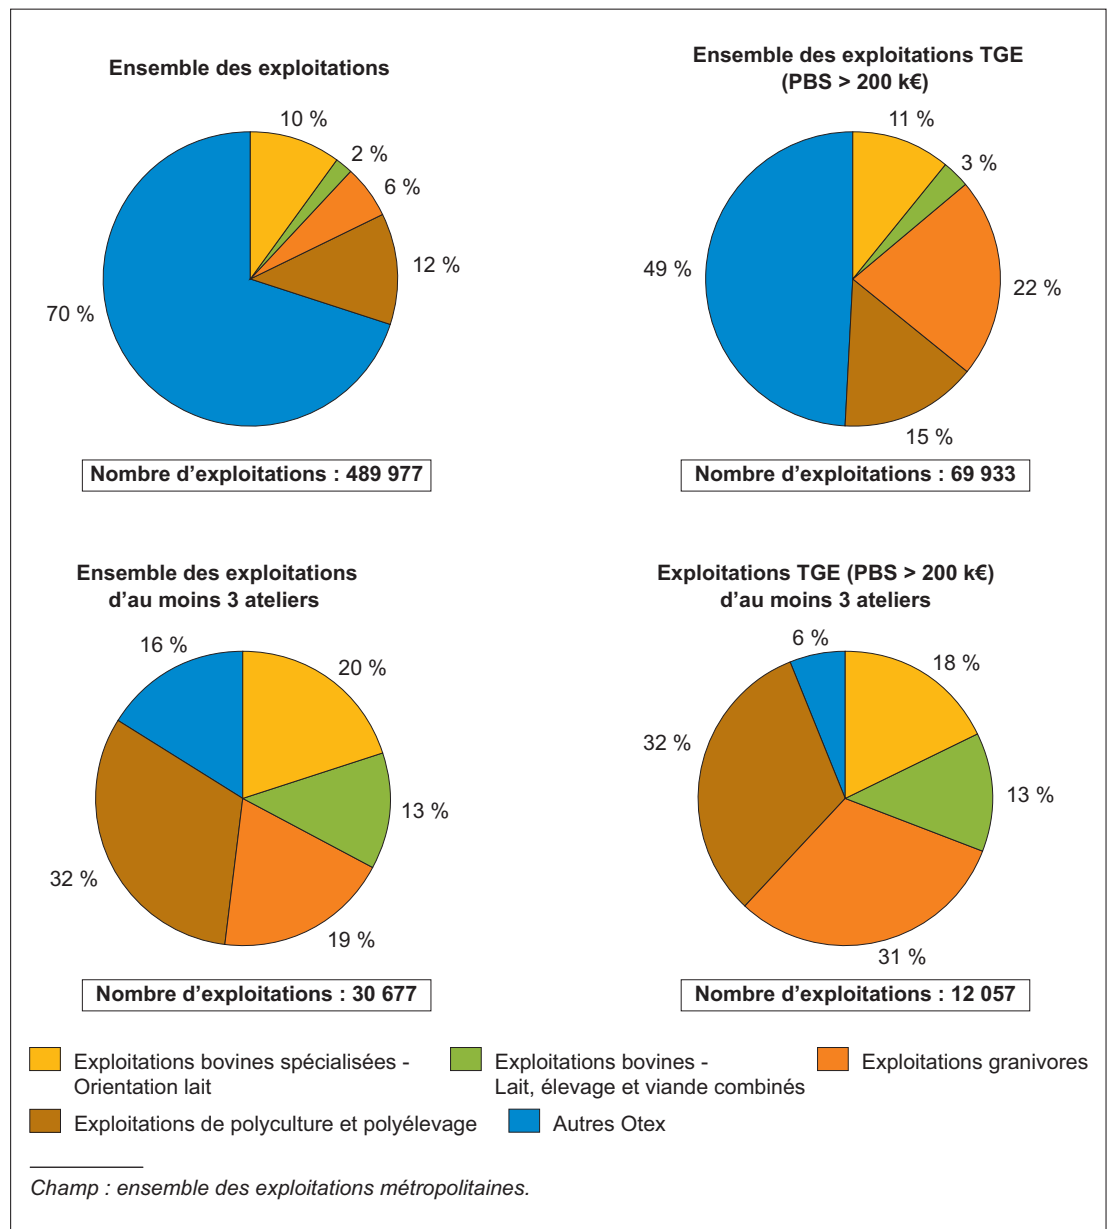 Ensemble des exploitations
10 %
2 %
6 %
12 %
70 %
Nombre d'exploitations : 489 977
Ensemble des exploitations TGE
(PBS > 200 k€)
11 %
3 %
22 %
15 %
49 %
Nombre d'exploitations : 69 933
Ensemble des exploitations
d'au moins 3 ateliers
20 %
13 %
19 %
32 %
16 %
Nombre d'exploitations : 30 677
Exploitations TGE (PBS > 200 k€)
d'au moins 3 ateliers
18 %
13 %
31 %
32 %
6 %
Nombre d'exploitations : 12 057
Exploitations bovines spécialisées -
Orientation lait
Exploitations bovines -
Lait, élevage et viande combinés
Exploitations granivores
Exploitations de polyculture et polyélevage
Autres Otex
Champ : ensemble des exploitations métropolitaines.